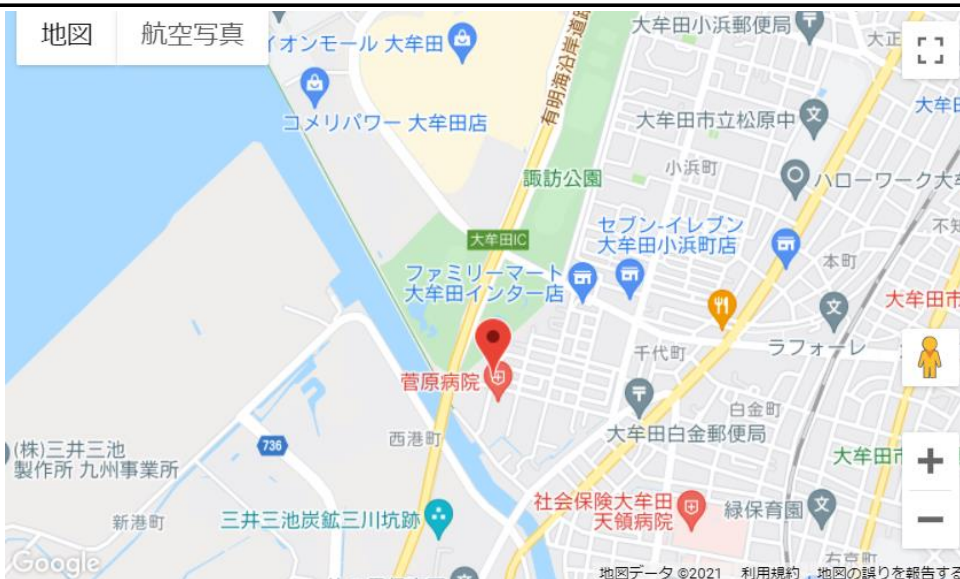 地図 航空写真
イオンモール 大牟田
大牟田小浜郵便局
大正
コメリパワー 大牟田店
有明海沿岸道路
大牟田市立松原中
大牟田
小浜町
諏訪公園
ハローワーク大牟
大牟田IC
セブン-イレブン
大牟田小浜町店
不知
本町
ファミリーマート
大牟田インター店
大牟田市
千代町
ラフォーレ
菅原病院
白金町
西港町
大牟田白金郵便局
736
(株)三井三池
製作所 九州事業所
大牟田市
+
社会保険大牟田
天領病院
緑保育園
新港町
三井三池炭鉱三川坑跡
−
右京町
Google
地図データ ©2021 利用規約 地図の誤りを報告する